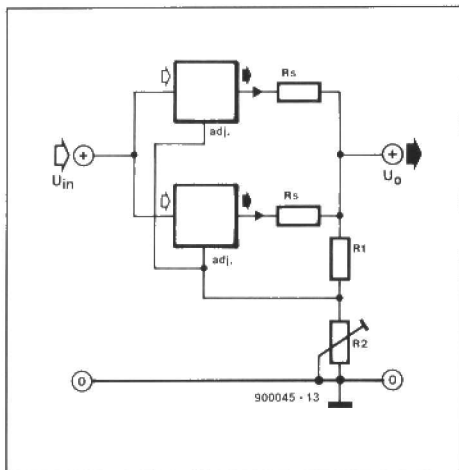 Rs
adj.
+
Uin
+
Uo
Rs
adj.
R1
R2
0
0
900045 - 13